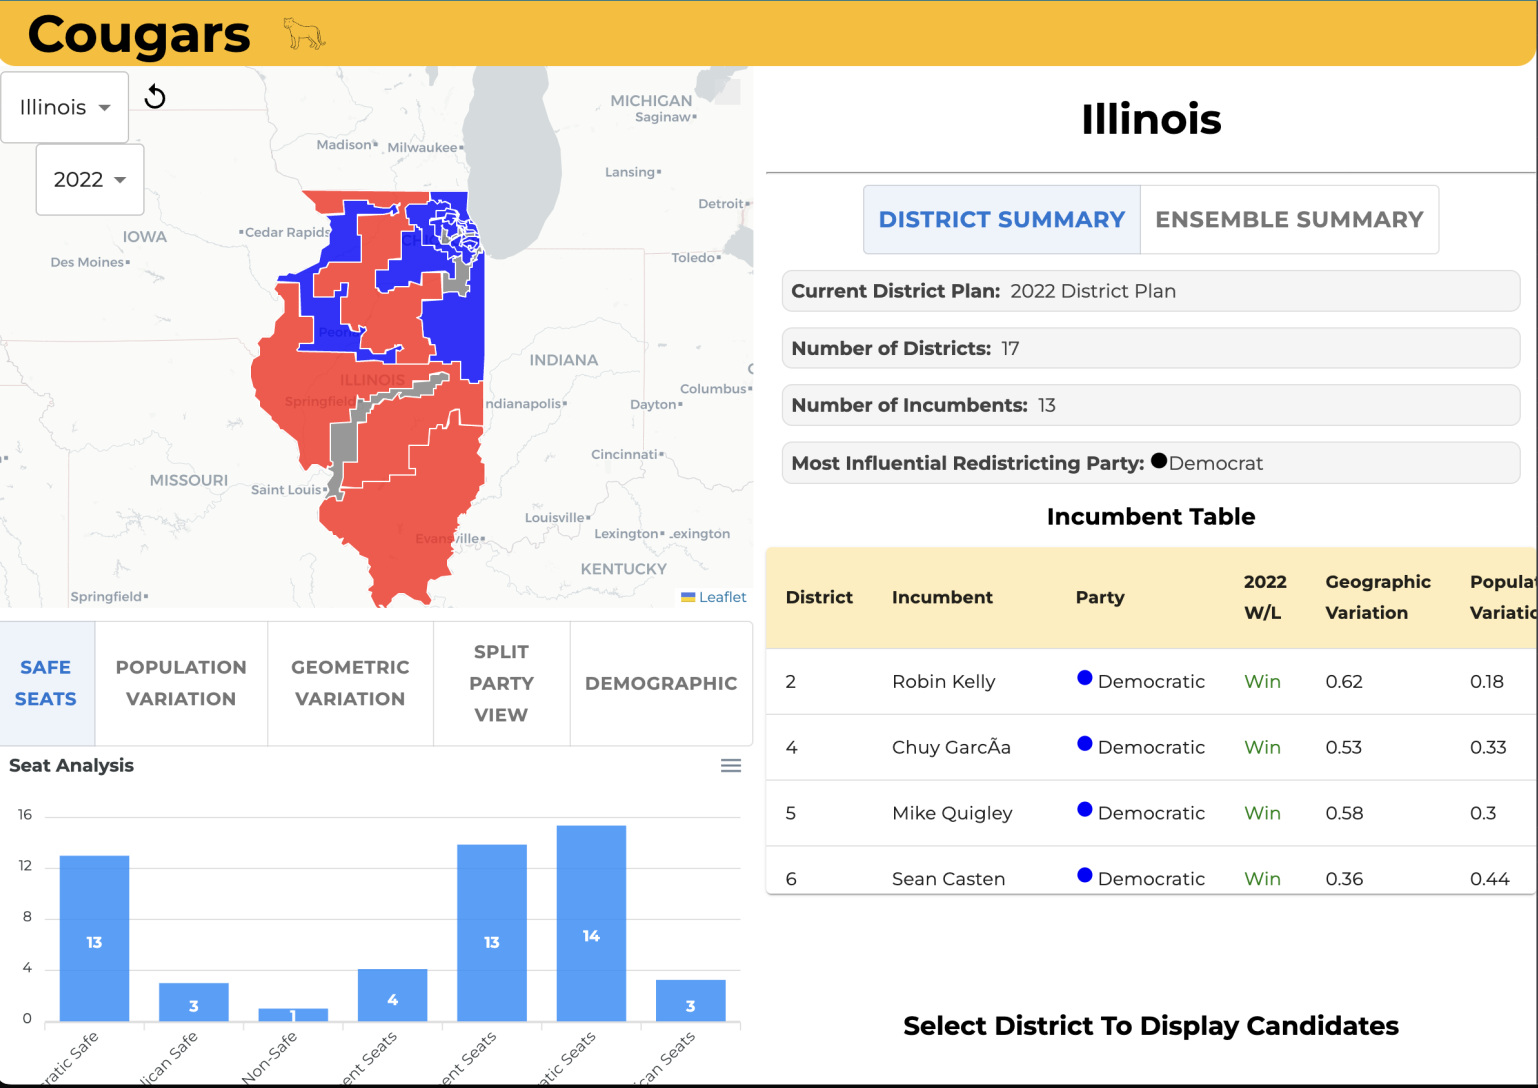 Cougars
Illinois
2022
MICHIGAN
Saginaw
Madison
Milwaukee
Lansing
Detroit
IOWA
Cedar Rapids
CHI
Toledo
Des Moines
Peoria
INDIANA
ILLINOIS
Columbus
Springfield
ndianapolis
Dayton
Cincinnati
MISSOURI
Saint Louis
Louisville
Evansville
Lexington
Lexington
KENTUCKY
Springfield
Leaflet
SAFE
SEATS
POPULATION
VARIATION
GEOMETRIC
VARIATION
SPLIT
PARTY
VIEW
DEMOGRAPHIC
Seat Analysis
16
12
8
4
0
13
3
1
4
13
14
3
ratic Safe
lican Safe
Non-Safe
ent Seats
ent Seats
atic Seats
can Seats
Illinois
DISTRICT SUMMARY
ENSEMBLE SUMMARY
Current District Plan: 2022 District Plan
Number of Districts: 17
Number of Incumbents: 13
Most Influential Redistricting Party: Democrat
Incumbent Table
District Incumbent Party 2022 W/L Geographic Variation Populat Variatio
2 Robin Kelly Democratic Win 0.62 0.18
4 Chuy GarcÃa Democratic Win 0.53 0.33
5 Mike Quigley Democratic Win 0.58 0.3
6 Sean Casten Democratic Win 0.36 0.44
Select District To Display Candidates